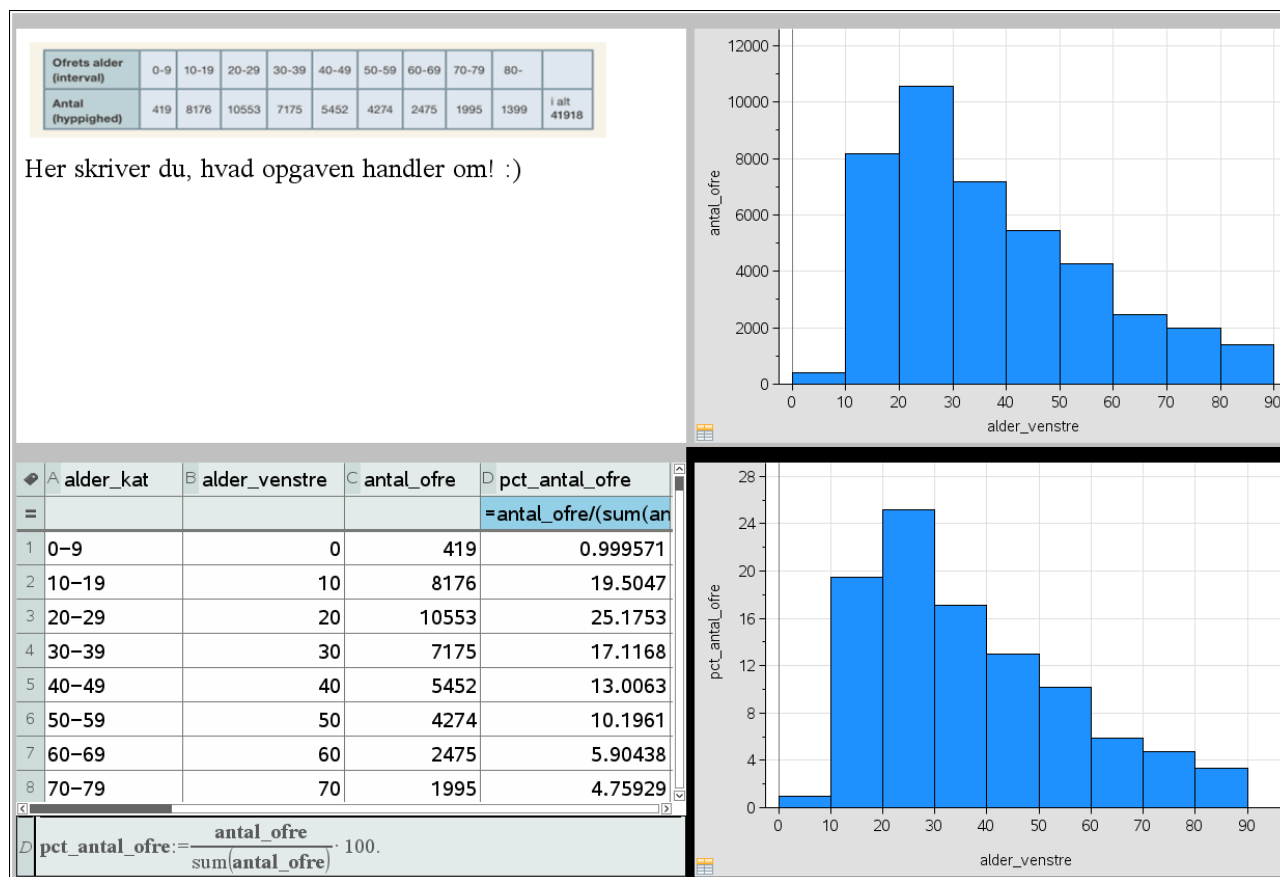 Ofrets alder (interval) 0-9 10-19 20-29 30-39 40-49 50-59 60-69 70-79 80-
Antal (hyppighed) 419 8176 10553 7175 5452 4274 2475 1995 1399 i alt 41918
Her skriver du, hvad opgaven handler om! :)
12000
10000
8000
6000
4000
2000
0
antal_ofre
0 10 20 30 40 50 60 70 80 90
alder_venstre
A alder_kat B alder_venstre C antal_ofre D pct_antal_ofre
= =antal_ofre/(sum(an
1 0-9 0 419 0.999571
2 10-19 10 8176 19.5047
3 20-29 20 10553 25.1753
4 30-39 30 7175 17.1168
5 40-49 40 5452 13.0063
6 50-59 50 4274 10.1961
7 60-69 60 2475 5.90438
8 70-79 70 1995 4.75929
D pct_antal_ofre:= antal_ofre / sum(antal_ofre) · 100.
28
24
20
16
12
8
4
0
pct_antal_ofre
0 10 20 30 40 50 60 70 80 90
alder_venstre